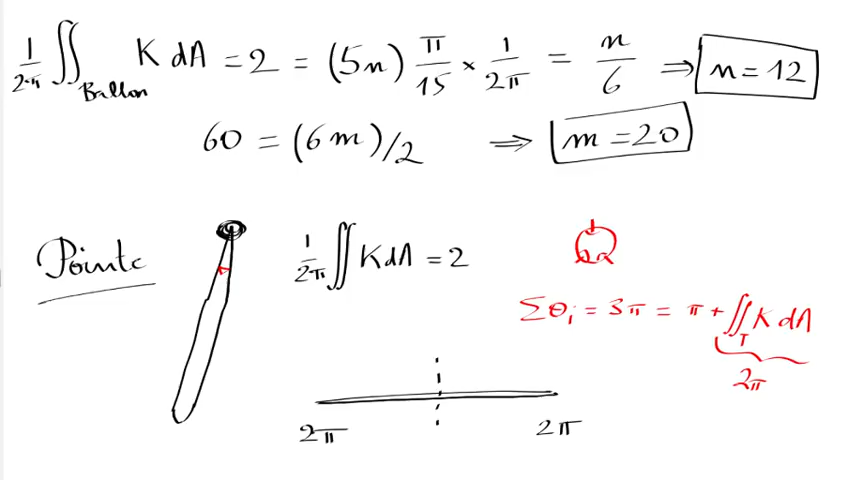 1/2π ∬_Ballon K dA = 2 = (5n) π/15 × 1/2π = n/6 ⇒ n = 12
60 = (6m)/2 ⇒ m = 20
Pointe
1/2π ∬ K dA = 2
Σθi = 3π = π + ∬_T K dA
2π
2π 2π